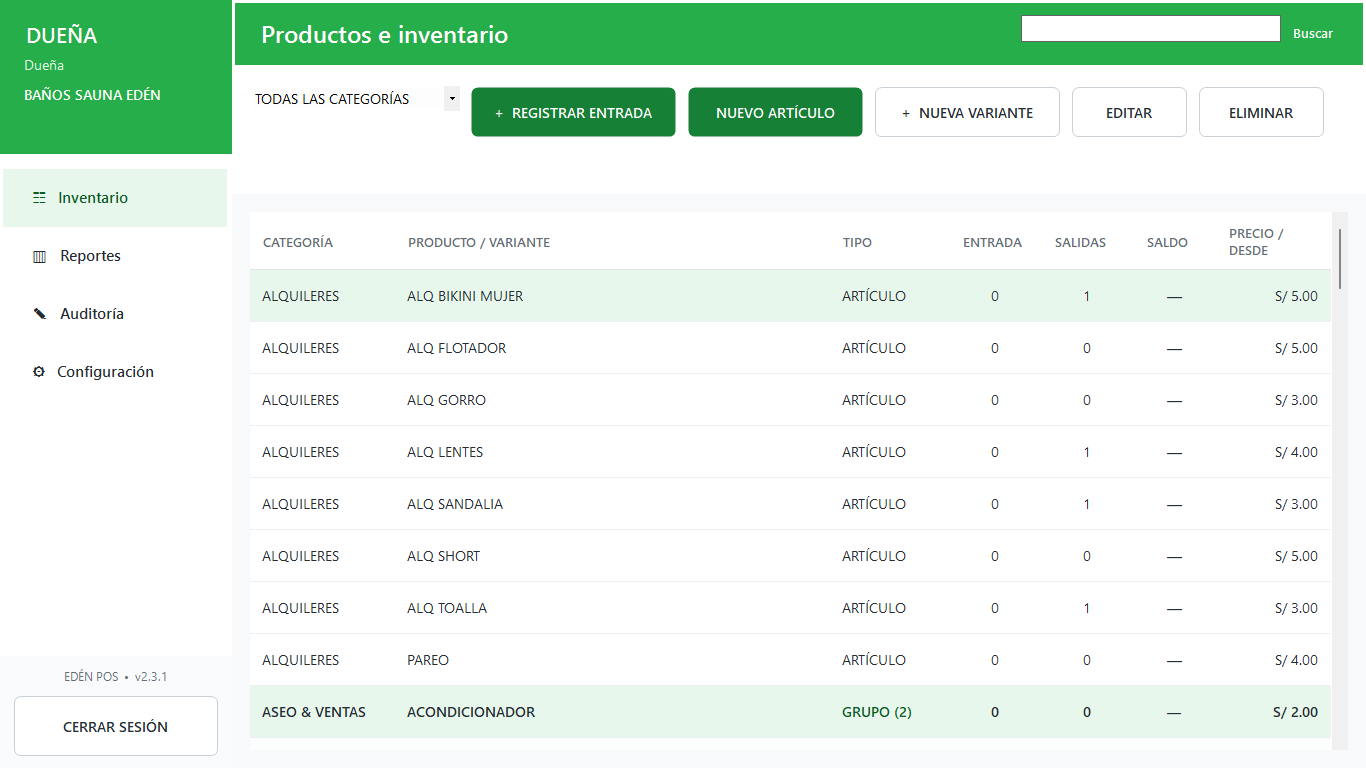 DUEÑA
Dueña
BAÑOS SAUNA EDÉN
Productos e inventario
Buscar
TODAS LAS CATEGORÍAS
+ REGISTRAR ENTRADA
NUEVO ARTÍCULO
+ NUEVA VARIANTE
EDITAR
ELIMINAR
Inventario
Reportes
Auditoría
Configuración
CATEGORÍA PRODUCTO / VARIANTE TIPO ENTRADA SALIDAS SALDO PRECIO / DESDE
ALQUILERES ALQ BIKINI MUJER ARTÍCULO 0 1 — S/ 5.00
ALQUILERES ALQ FLOTADOR ARTÍCULO 0 0 — S/ 5.00
ALQUILERES ALQ GORRO ARTÍCULO 0 0 — S/ 3.00
ALQUILERES ALQ LENTES ARTÍCULO 0 1 — S/ 4.00
ALQUILERES ALQ SANDALIA ARTÍCULO 0 1 — S/ 3.00
ALQUILERES ALQ SHORT ARTÍCULO 0 0 — S/ 5.00
ALQUILERES ALQ TOALLA ARTÍCULO 0 1 — S/ 3.00
ALQUILERES PAREO ARTÍCULO 0 0 — S/ 4.00
ASEO & VENTAS ACONDICIONADOR GRUPO (2) 0 0 — S/ 2.00
EDÉN POS • v2.3.1
CERRAR SESIÓN